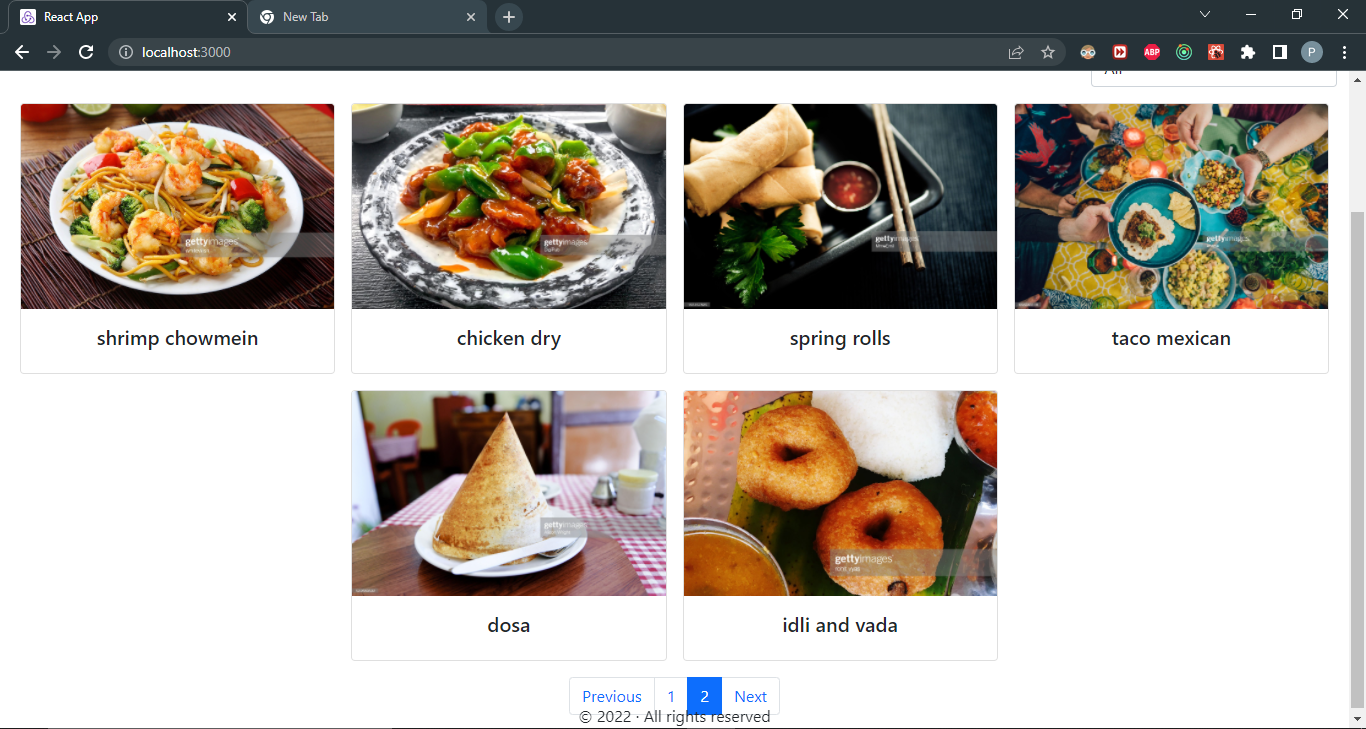 React App
New Tab
localhost:3000
All
gettyimages
gettyimages
gettyimages
gettyimages
shrimp chowmein
chicken dry
spring rolls
taco mexican
gettyimages
gettyimages
dosa
idli and vada
Previous 1 2 Next
© 2022 · All rights reserved
ABP
P